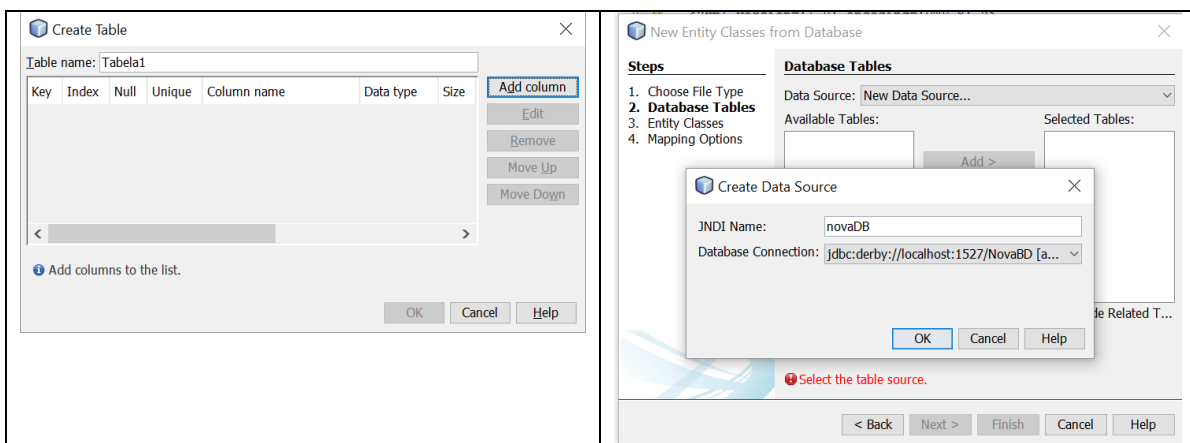 Create Table
Table name: Tabela1
Key Index Null Unique Column name Data type Size
Add column
Edit
Remove
Move Up
Move Down
Add columns to the list.
OK Cancel Help
New Entity Classes from Database
Steps
1. Choose File Type
2. Database Tables
3. Entity Classes
4. Mapping Options
Database Tables
Data Source: New Data Source...
Available Tables: Selected Tables:
Add >
Create Data Source
JNDI Name: novaDB
Database Connection: jdbc:derby://localhost:1527/NovaBD [a...
OK Cancel Help
Related T...
Select the table source.
< Back Next > Finish Cancel Help